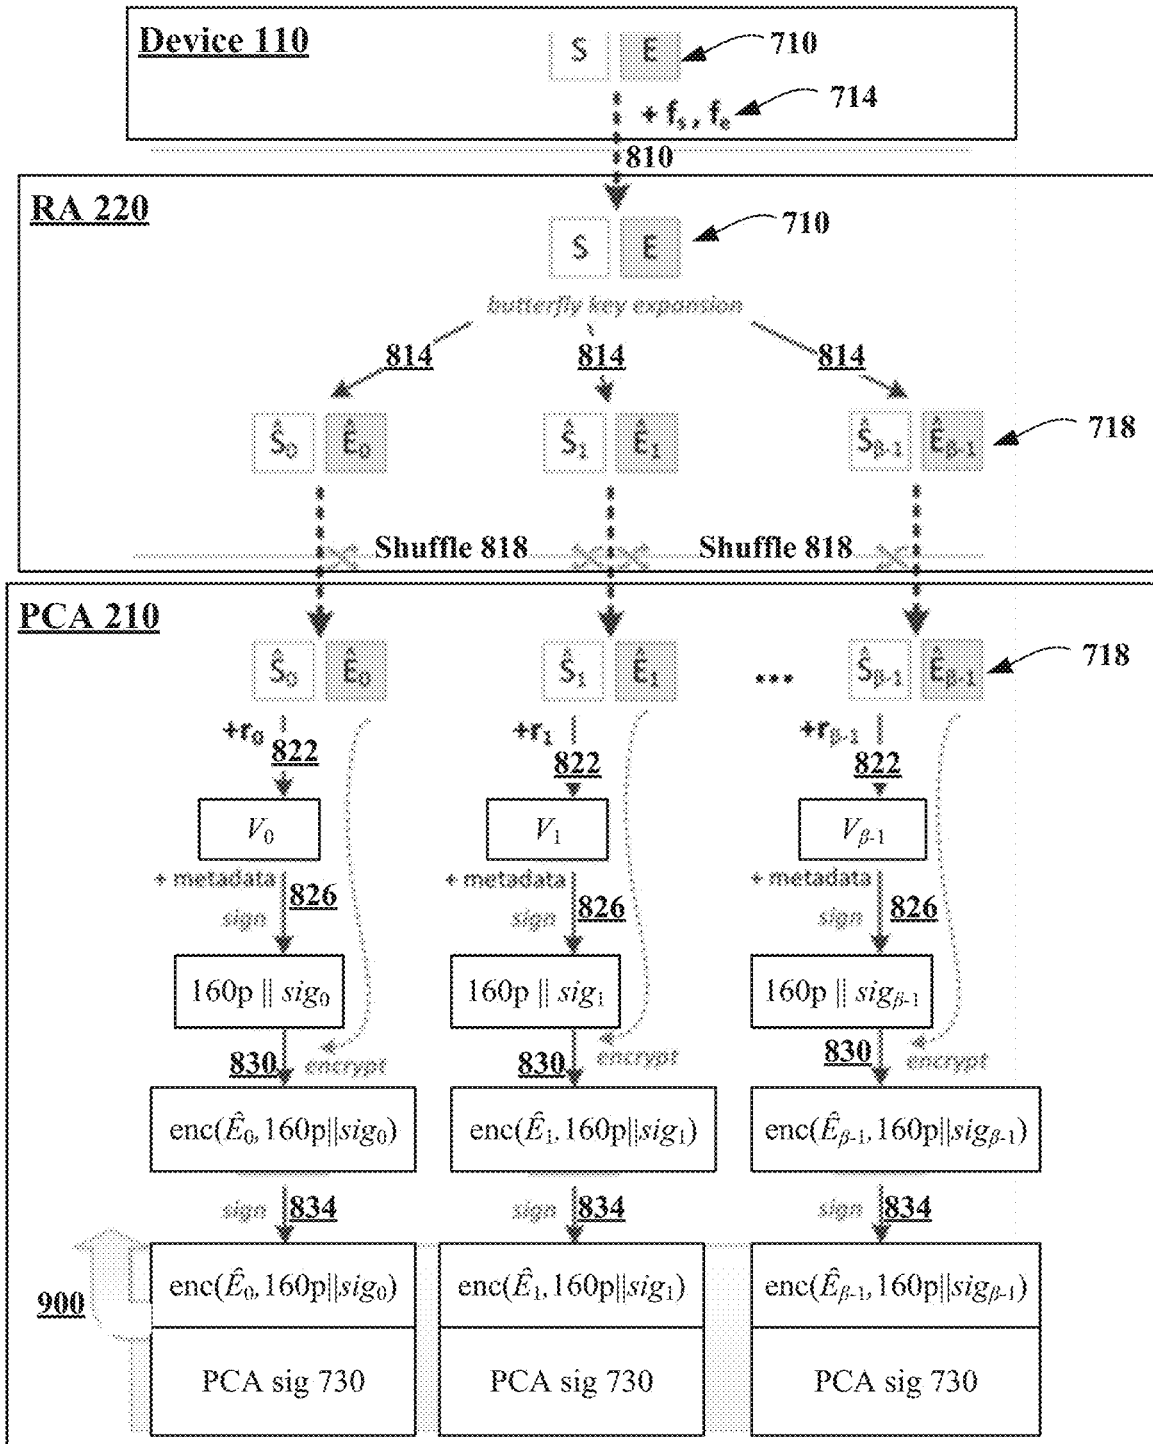 Device 110
S E 710
+ fs , fe 714
810
RA 220
S E 710
butterfly key expansion
814 814 814
Ŝ0 Ê0 Ŝ1 Ê1 Ŝβ-1 Êβ-1 718
Shuffle 818 Shuffle 818
PCA 210
Ŝ0 Ê0 Ŝ1 Ê1 ... Ŝβ-1 Êβ-1 718
+r0 +r1 +rβ-1
822 822 822
V0 V1 Vβ-1
+ metadata + metadata + metadata
826 826 826
sign sign sign
160p || sig0 160p || sig1 160p || sigβ-1
830 encrypt 830 encrypt 830 encrypt
enc(Ê0, 160p||sig0) enc(Ê1, 160p||sig1) enc(Êβ-1, 160p||sigβ-1)
sign 834 sign 834 sign 834
enc(Ê0, 160p||sig0) enc(Ê1, 160p||sig1) enc(Êβ-1, 160p||sigβ-1)
900
PCA sig 730 PCA sig 730 PCA sig 730